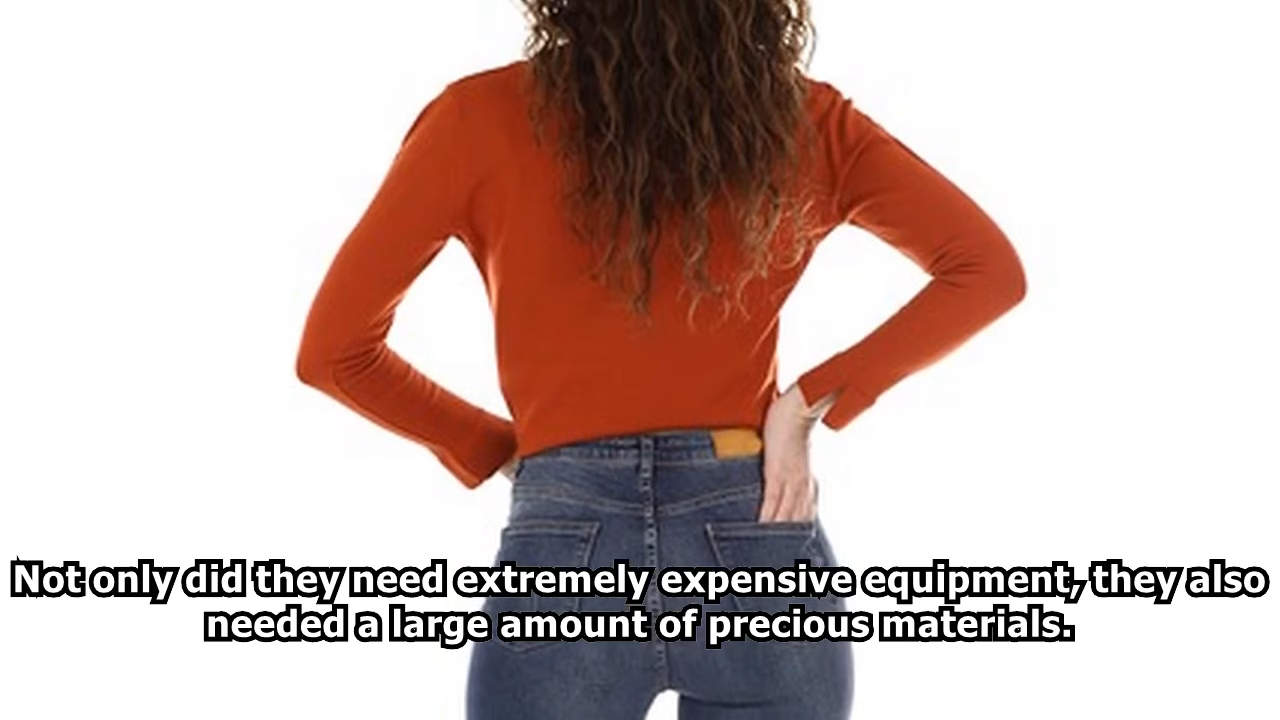 Not only did they need extremely expensive equipment, they also
needed a large amount of precious materials.